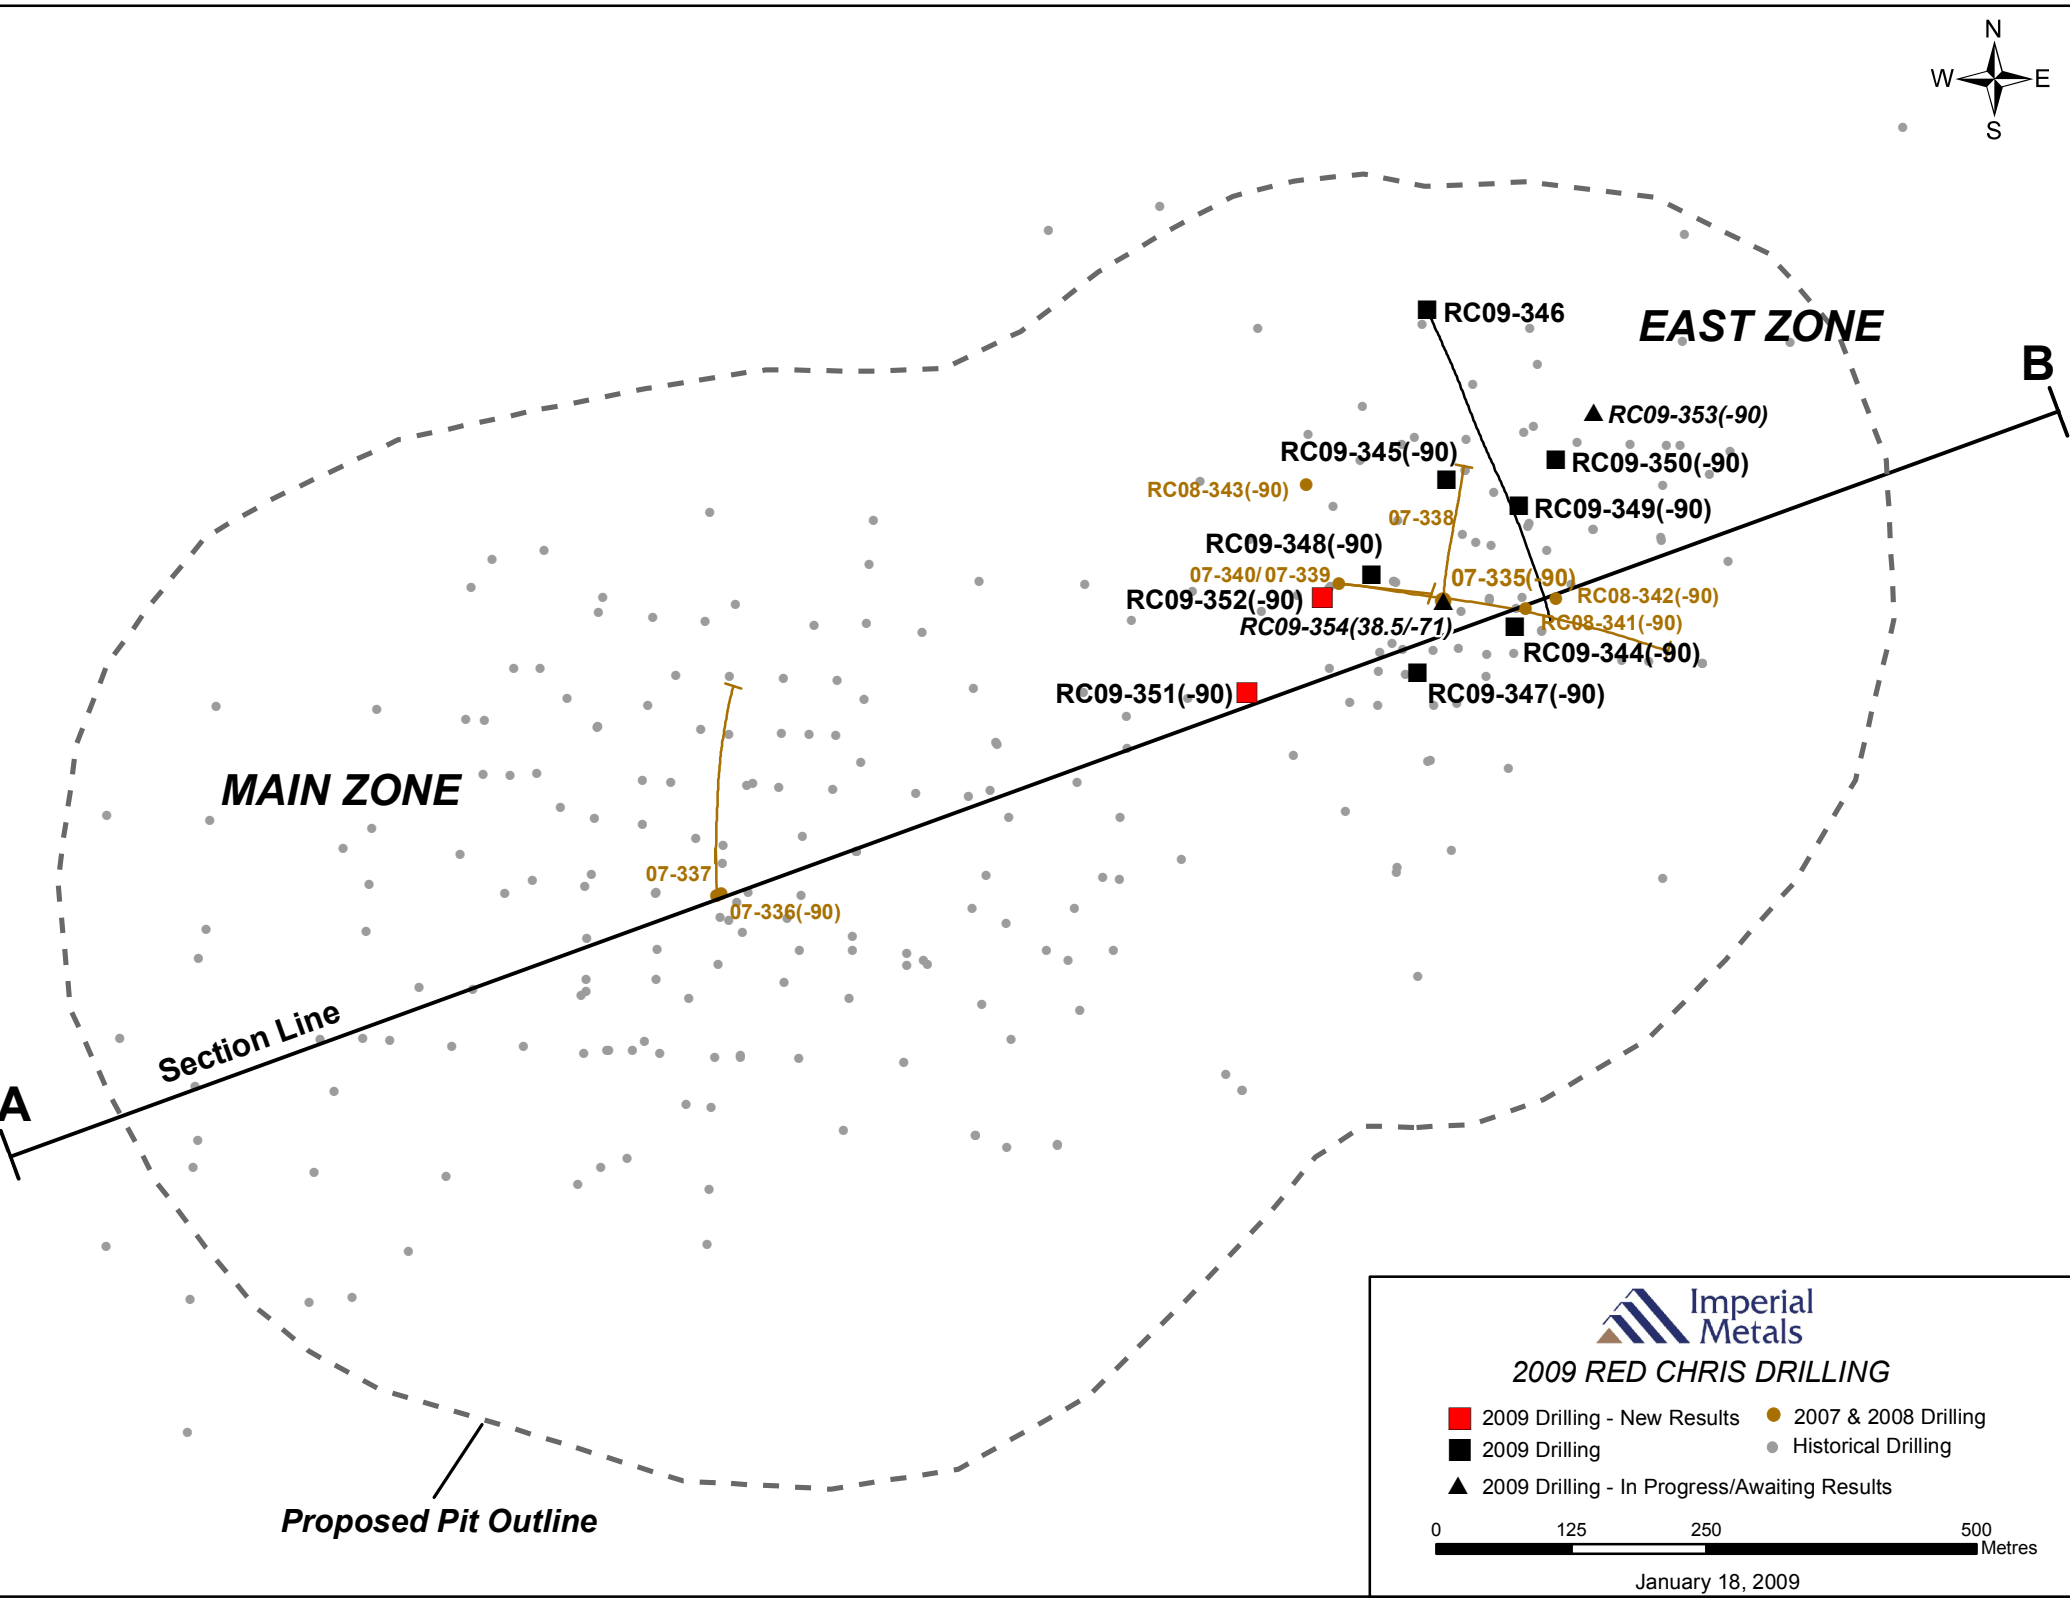 N
W E
S
RC09-346
EAST ZONE
B
RC09-353(-90)
RC09-345(-90)
RC09-350(-90)
RC08-343(-90)
RC09-349(-90)
07-338
RC09-348(-90)
07-340/ 07-339
07-335(-90)
RC09-352(-90)
RC08-342(-90)
RC09-354(38.5/-71)
RC08-341(-90)
RC09-344(-90)
RC09-351(-90)
RC09-347(-90)
MAIN ZONE
07-337
07-336(-90)
Section Line
A
Proposed Pit Outline
Imperial
Metals
2009 RED CHRIS DRILLING
2009 Drilling - New Results
2007 & 2008 Drilling
2009 Drilling
Historical Drilling
2009 Drilling - In Progress/Awaiting Results
0 125 250 500
Metres
January 18, 2009